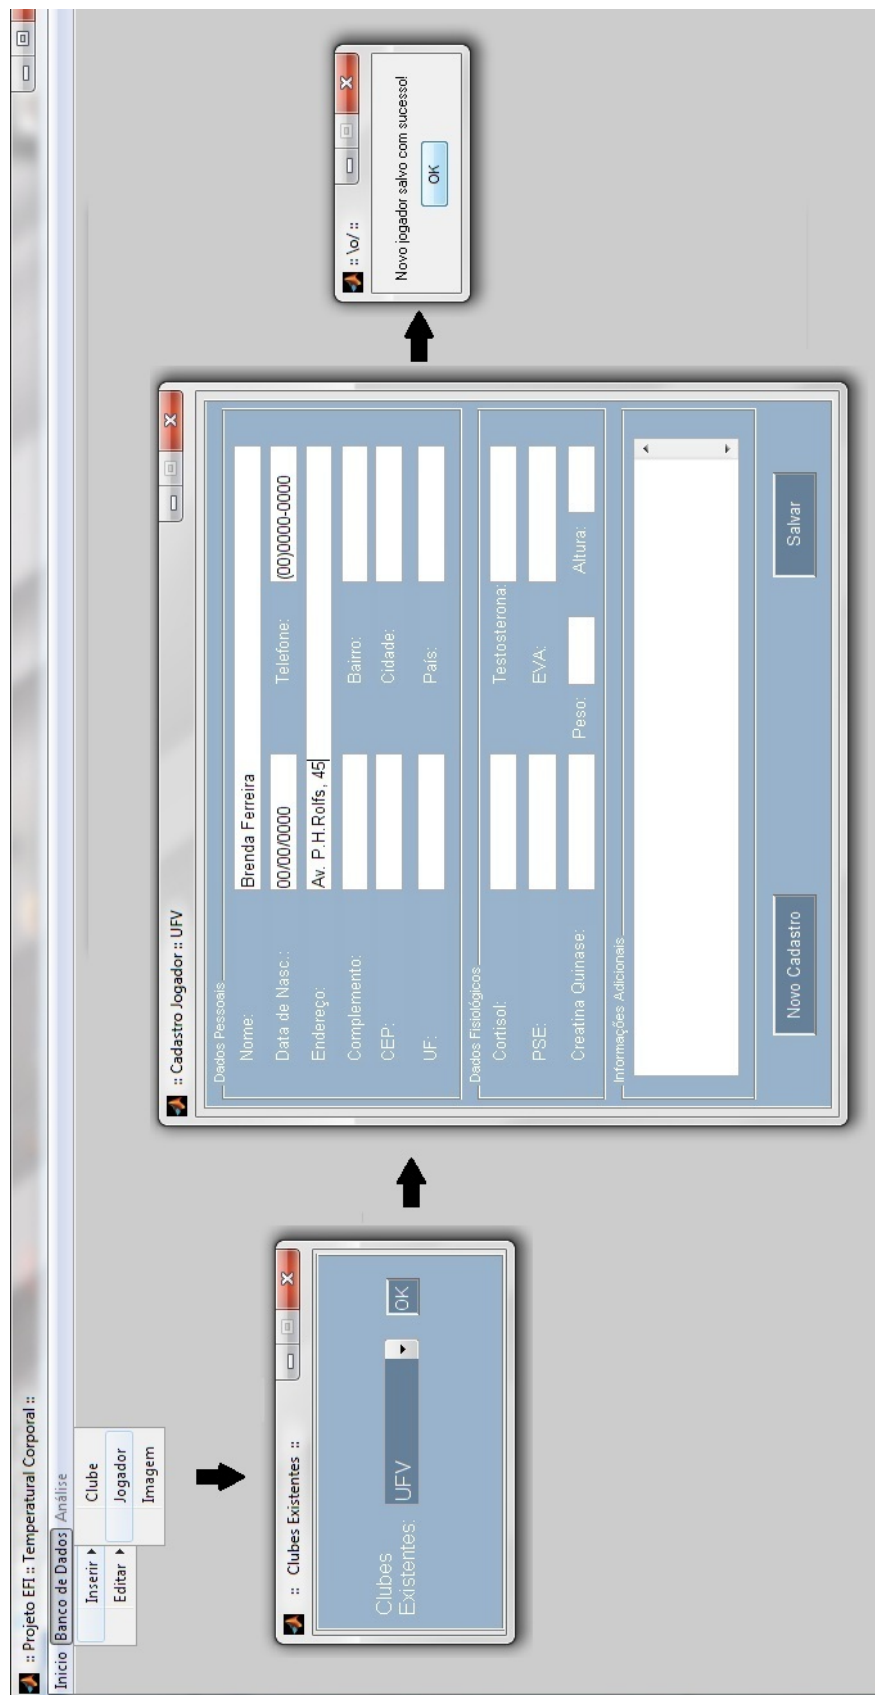 :: Projeto EFI :: Temperatural Corporal ::
Inicio Banco de Dados Análise
Inserir
Editar
Clube
Jogador
Imagem
:: Clubes Existentes ::
Clubes
Existentes: UFV OK
:: Cadastro Jogador :: UFV
Dados Pessoais
Nome: Brenda Ferreira
Data de Nasc.: 00/00/0000 Telefone: (00)0000-0000
Endereço: Av. P.H.Rolfs, 45
Complemento: Bairro:
CEP: Cidade:
UF: País:
Dados Fisiológicos
Cortisol: Testosterona:
PSE: EVA:
Creatina Quinase: Peso: Altura:
Informações Adicionais
Novo Cadastro Salvar
:: \o/ ::
Novo jogador salvo com sucesso!
OK